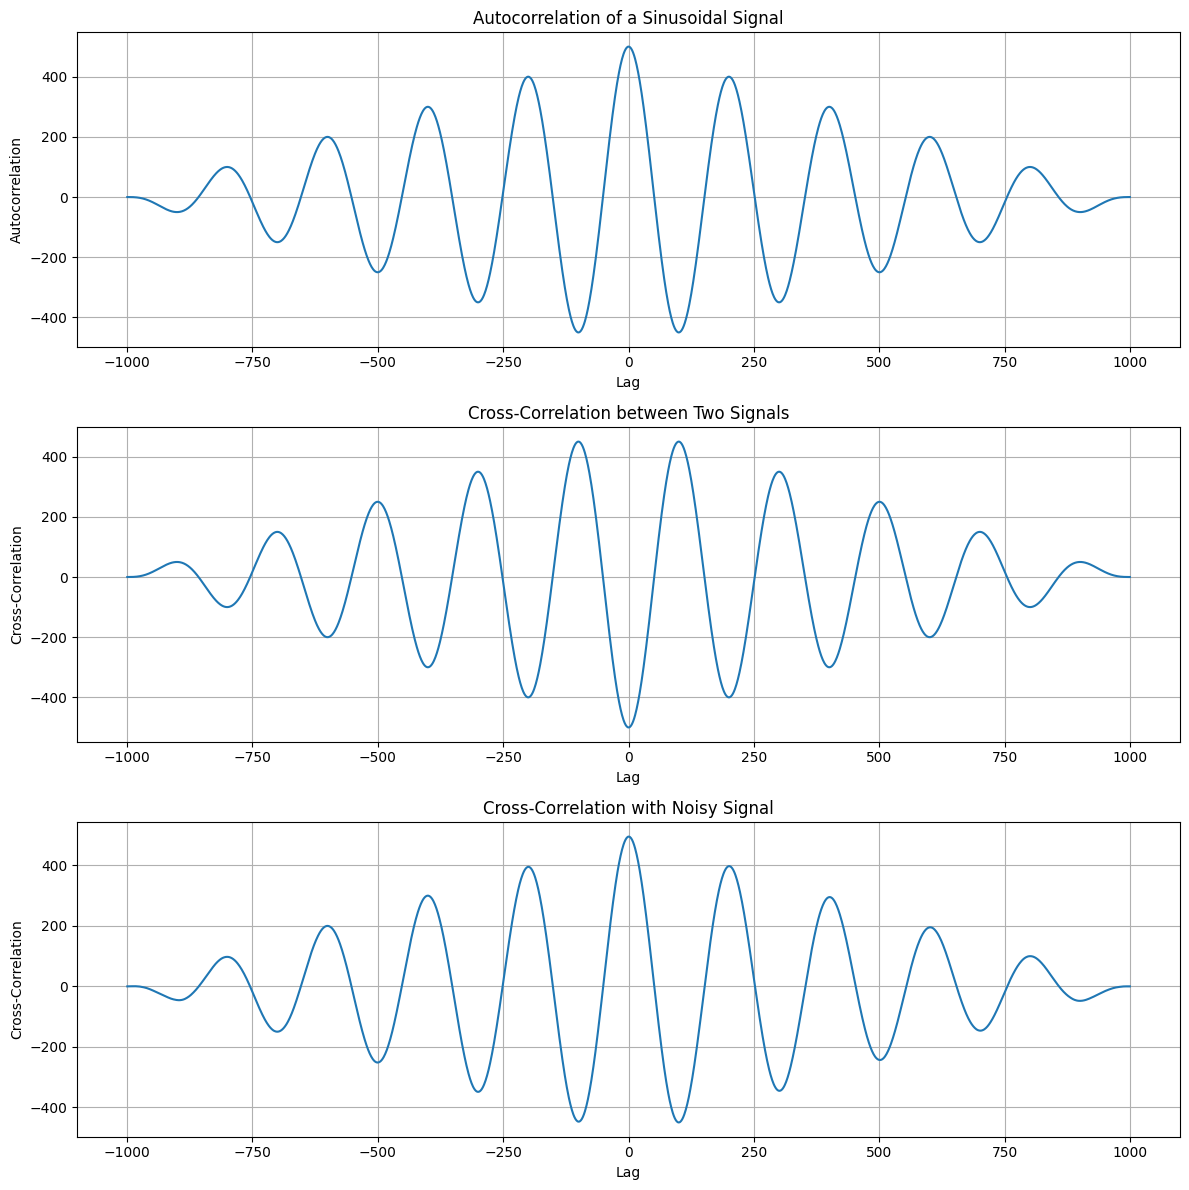 Autocorrelation of a Sinusoidal Signal
Autocorrelation
400
200
0
−200
−400
−1000 −750 −500 −250 0 250 500 750 1000
Lag
Cross-Correlation between Two Signals
Cross-Correlation
400
200
0
−200
−400
−1000 −750 −500 −250 0 250 500 750 1000
Lag
Cross-Correlation with Noisy Signal
Cross-Correlation
400
200
0
−200
−400
−1000 −750 −500 −250 0 250 500 750 1000
Lag